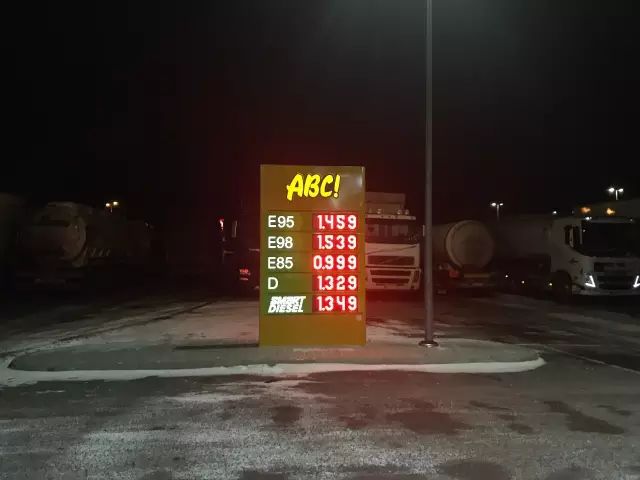 ABC!
E95 1.459
E98 1.539
E85 0.999
D 1.329
SMART DIESEL 1.349